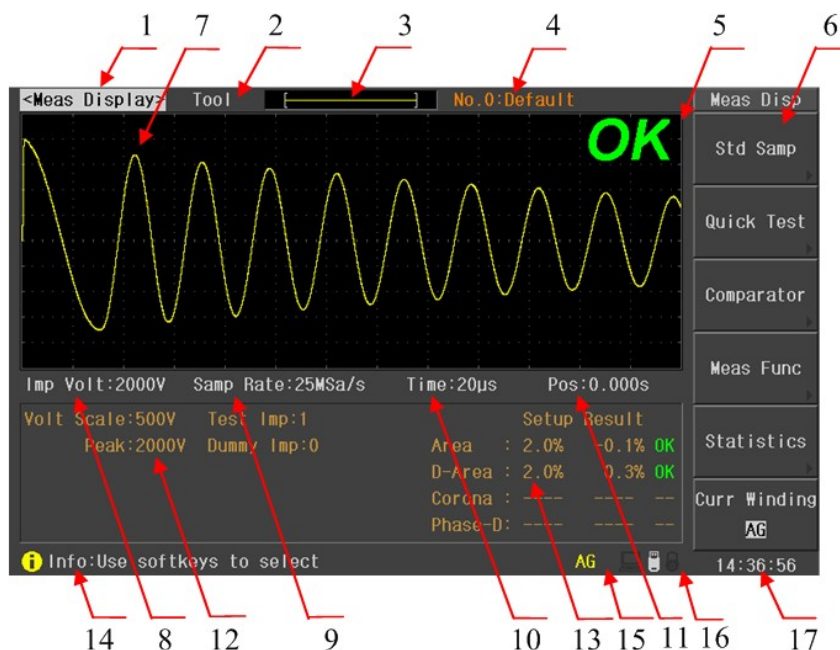 1 7 2 3 4 5 6
<Meas Display> Tool [ ] No.0:Default Meas Disp
OK
Std Samp
Quick Test
Comparator
Meas Func
Imp Volt:2000V Samp Rate:25MSa/s Time:20μs Pos:0.000s
Volt Scale:500V Test Imp:1 Setup Result
Peak:2000V Dummy Imp:0 Area : 2.0% -0.1% OK
Statistics
D-Area : 2.0% 0.3% OK
Corona : ---- ---- --
Curr Winding
Phase-D: ---- ---- --
AG
Info:Use softkeys to select AG 14:36:56
14 8 12 9 10 13 15 11 16 17